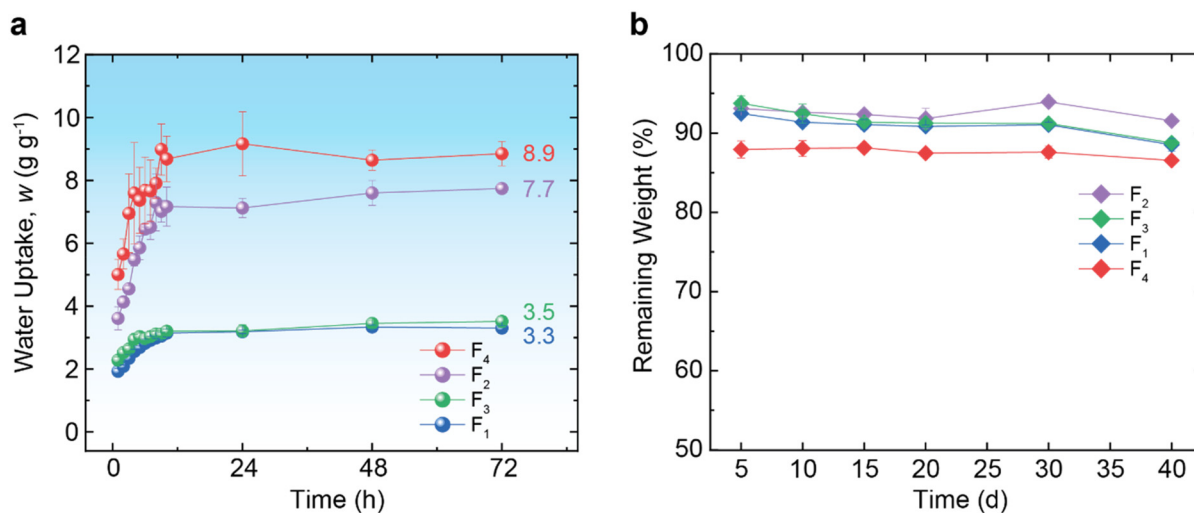 a
12
10
8
6
4
2
0
Water Uptake, w (g g⁻¹)
8.9
7.7
3.5
3.3
F₄
F₂
F₃
F₁
0 24 48 72
Time (h)
b
100
90
80
70
60
50
Remaining Weight (%)
F₂
F₃
F₁
F₄
5 10 15 20 25 30 35 40
Time (d)